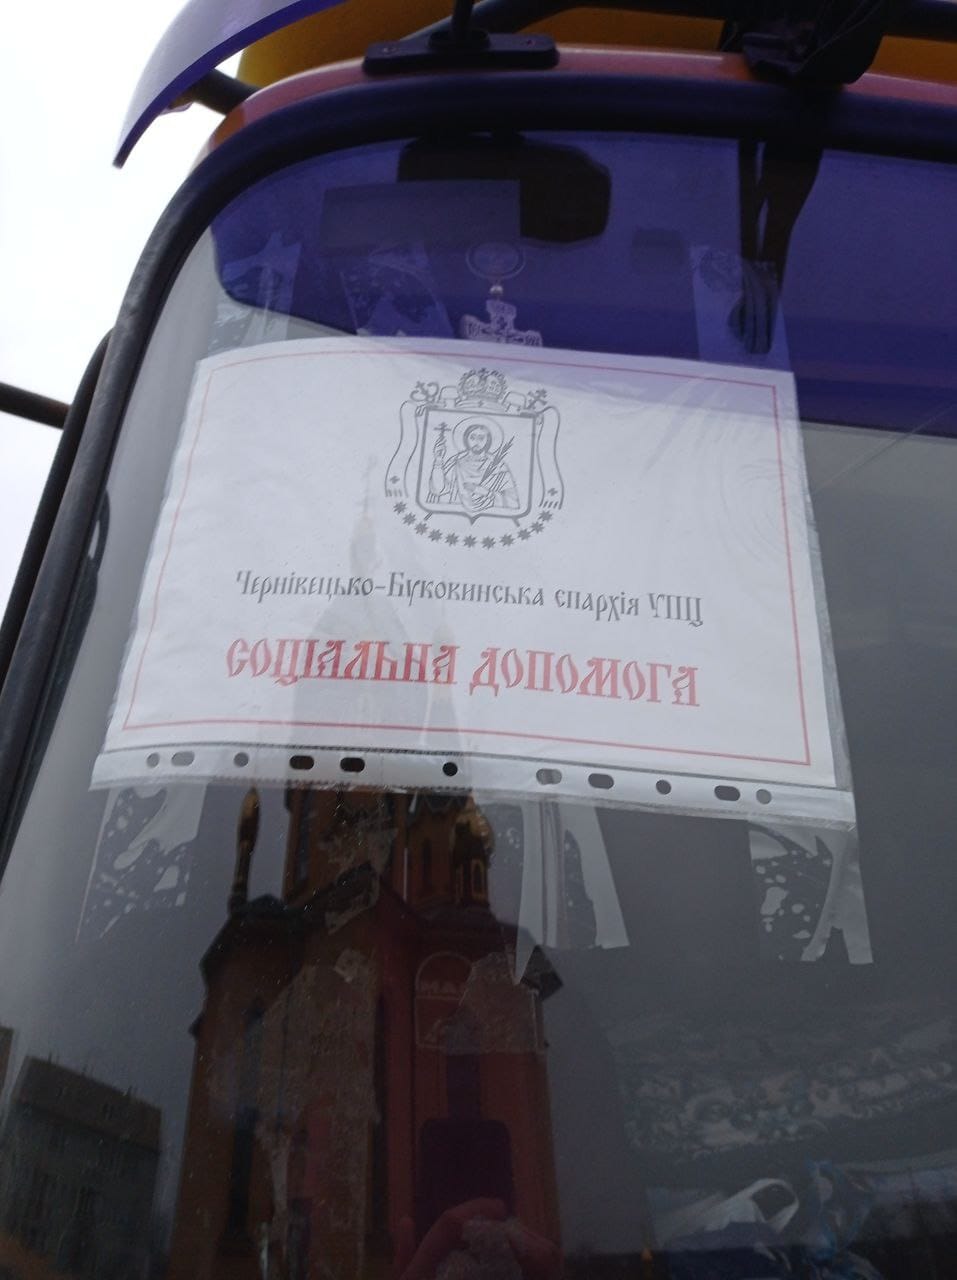 Чернівецько-Буковинська єпархія УПЦ
СОЦІАЛЬНА ДОПОМОГА